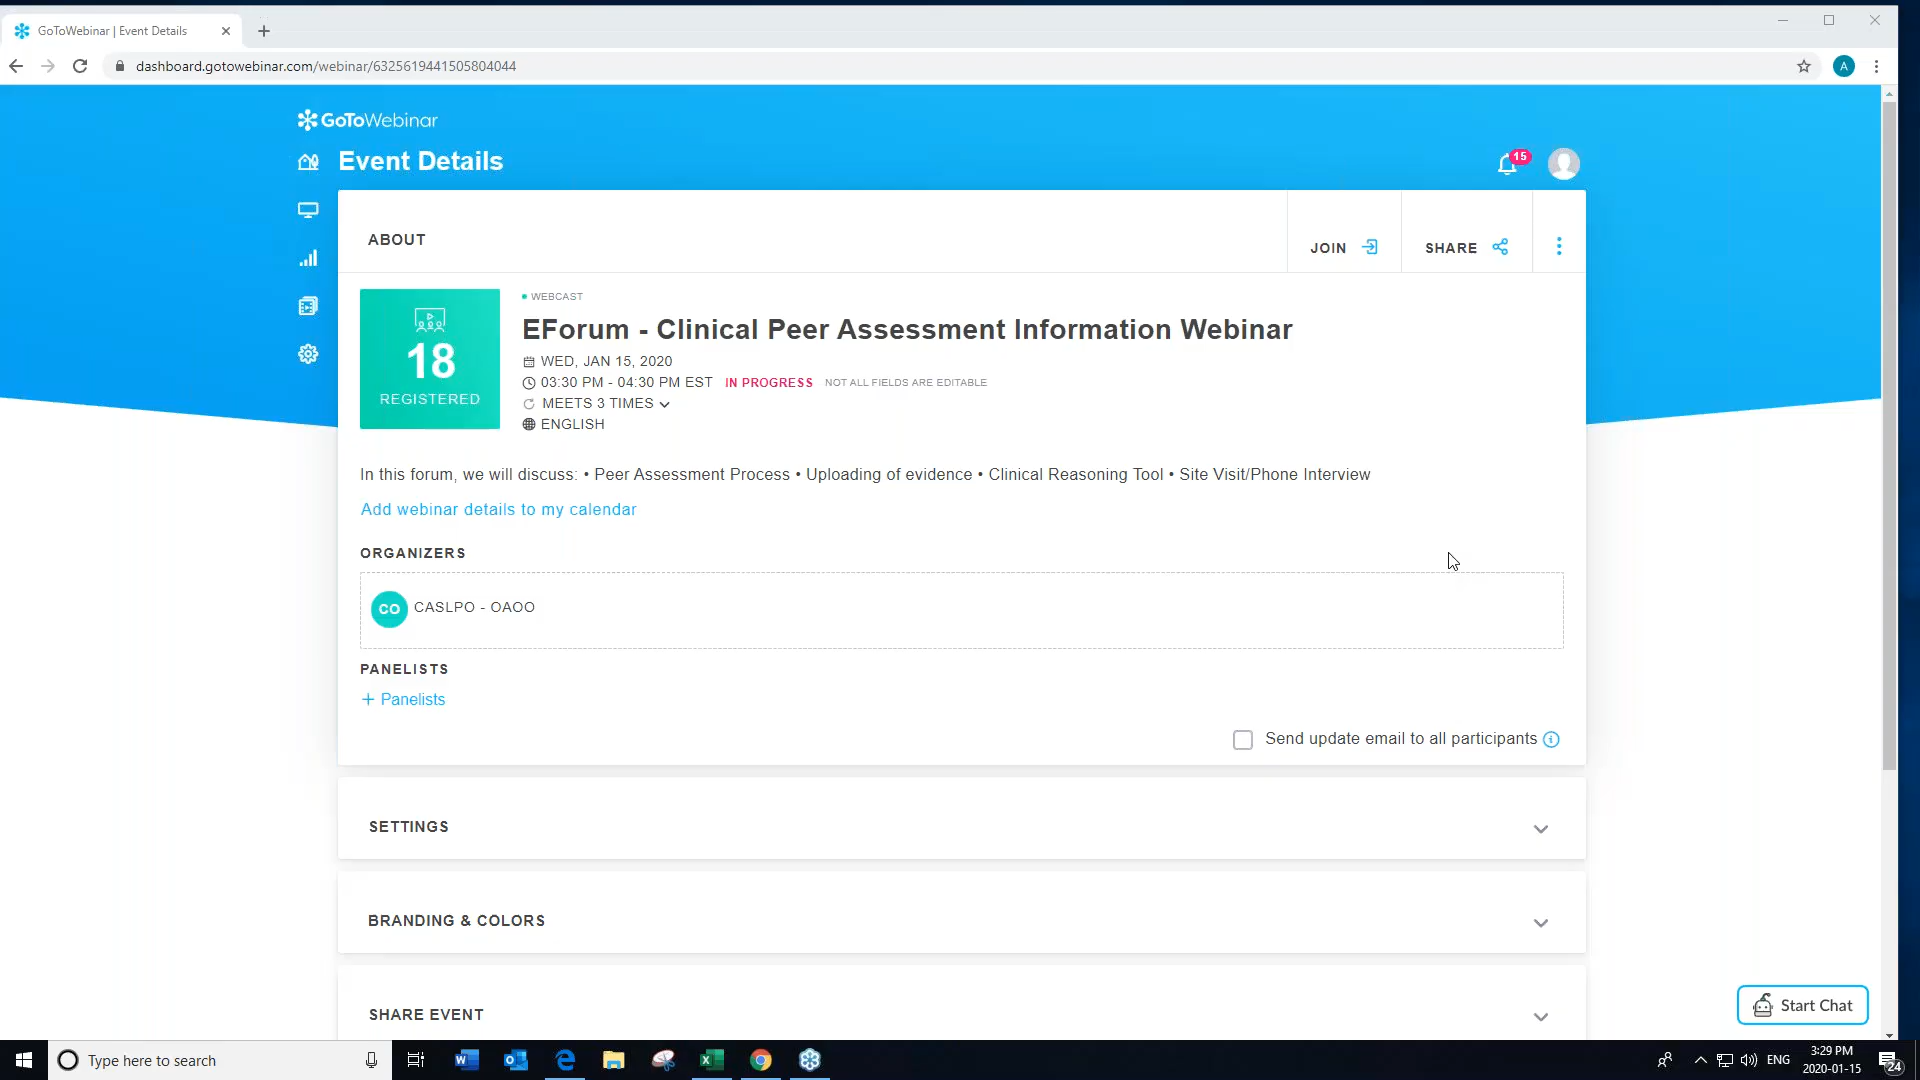 GoToWebinar | Event Details
dashboard.gotowebinar.com/webinar/6325619441505804044
A
GoToWebinar
Event Details
15
ABOUT
JOIN
SHARE
18
REGISTERED
WEBCAST
EForum - Clinical Peer Assessment Information Webinar
WED, JAN 15, 2020
03:30 PM - 04:30 PM EST IN PROGRESS NOT ALL FIELDS ARE EDITABLE
MEETS 3 TIMES
ENGLISH
In this forum, we will discuss: • Peer Assessment Process • Uploading of evidence • Clinical Reasoning Tool • Site Visit/Phone Interview
Add webinar details to my calendar
ORGANIZERS
CO CASLPO - OAOO
PANELISTS
+ Panelists
Send update email to all participants
SETTINGS
BRANDING & COLORS
SHARE EVENT
Start Chat
Type here to search
ENG
3:29 PM
2020-01-15
24